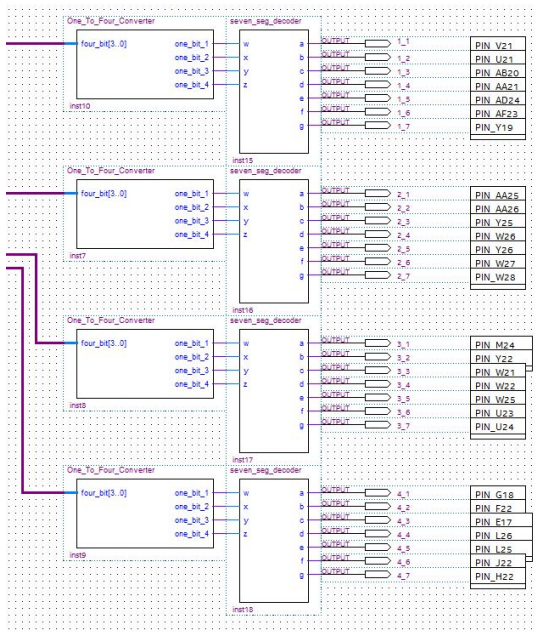 One_To_Four_Converter seven_seg_decoder
four_bit[3..0] one_bit_1 w a OUTPUT 1_1 PIN_V21
one_bit_2 x b OUTPUT 1_2 PIN_U21
one_bit_3 y c OUTPUT 1_3 PIN_AB20
one_bit_4 z d OUTPUT 1_4 PIN_AA21
e OUTPUT 1_5 PIN_AD24
f OUTPUT 1_6 PIN_AF23
g OUTPUT 1_7 PIN_Y19
inst10
inst15
One_To_Four_Converter seven_seg_decoder
four_bit[3..0] one_bit_1 w a OUTPUT 2_1 PIN_AA25
one_bit_2 x b OUTPUT 2_2 PIN_AA26
one_bit_3 y c OUTPUT 2_3 PIN_Y25
one_bit_4 z d OUTPUT 2_4 PIN_W26
e OUTPUT 2_5 PIN_Y26
f OUTPUT 2_6 PIN_W27
g OUTPUT 2_7 PIN_W28
inst7
inst16
One_To_Four_Converter seven_seg_decoder
four_bit[3..0] one_bit_1 w a OUTPUT 3_1 PIN_M24
one_bit_2 x b OUTPUT 3_2 PIN_Y22
one_bit_3 y c OUTPUT 3_3 PIN_W21
one_bit_4 z d OUTPUT 3_4 PIN_W22
e OUTPUT 3_5 PIN_W25
f OUTPUT 3_6 PIN_U23
g OUTPUT 3_7 PIN_U24
inst8
inst17
One_To_Four_Converter seven_seg_decoder
four_bit[3..0] one_bit_1 w a OUTPUT 4_1 PIN_G18
one_bit_2 x b OUTPUT 4_2 PIN_F22
one_bit_3 y c OUTPUT 4_3 PIN_E17
one_bit_4 z d OUTPUT 4_4 PIN_L26
e OUTPUT 4_5 PIN_L25
f OUTPUT 4_6 PIN_J22
g OUTPUT 4_7 PIN_H22
inst9
inst18